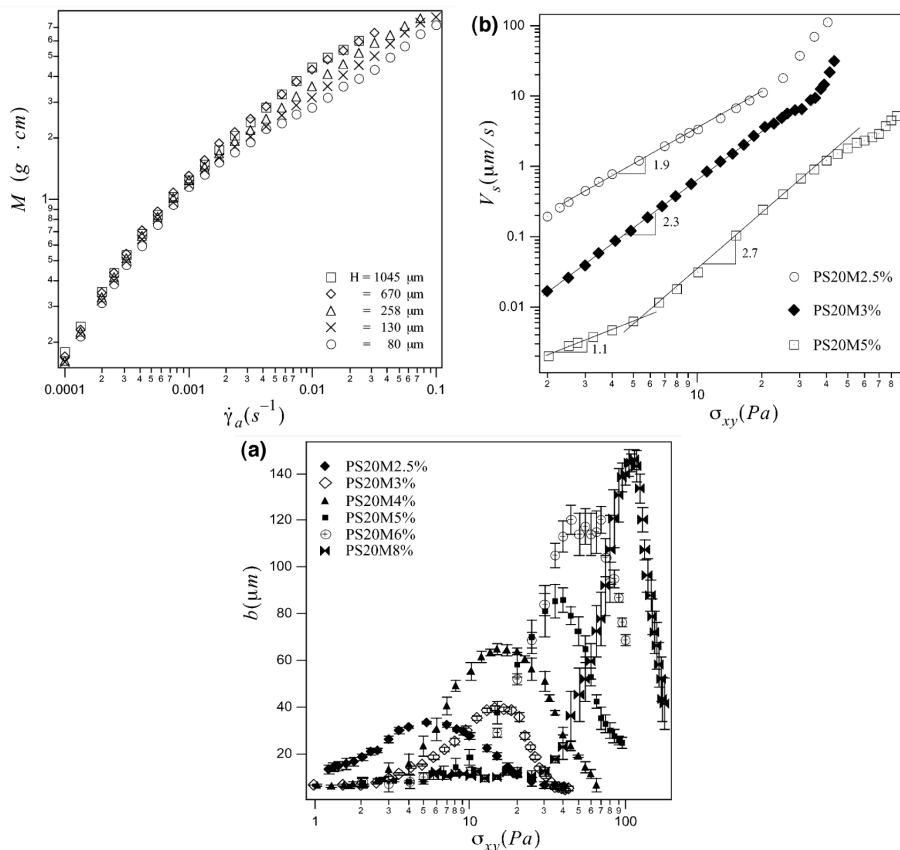 M (g · cm)
7
6
5
4
3
2
1
9
8
7
6
5
4
3
2
H = 1045 μm
= 670 μm
= 258 μm
= 130 μm
= 80 μm
0.0001 2 3 4 5 6 7 0.001 2 3 4 5 6 7 0.01 2 3 4 5 6 7 0.1
γ̇a(s⁻¹)
(b)
Vs(μm/s)
100
10
1
0.1
0.01
1.9
2.3
2.7
1.1
PS20M2.5%
PS20M3%
PS20M5%
2 3 4 5 6 7 8 9 10 2 3 4 5 6 7 8
σxy(Pa)
(a)
b(μm)
140
120
100
80
60
40
20
PS20M2.5%
PS20M3%
PS20M4%
PS20M5%
PS20M6%
PS20M8%
1 2 3 4 5 6 7 8 9 10 2 3 4 5 6 7 8 9 100
σxy(Pa)